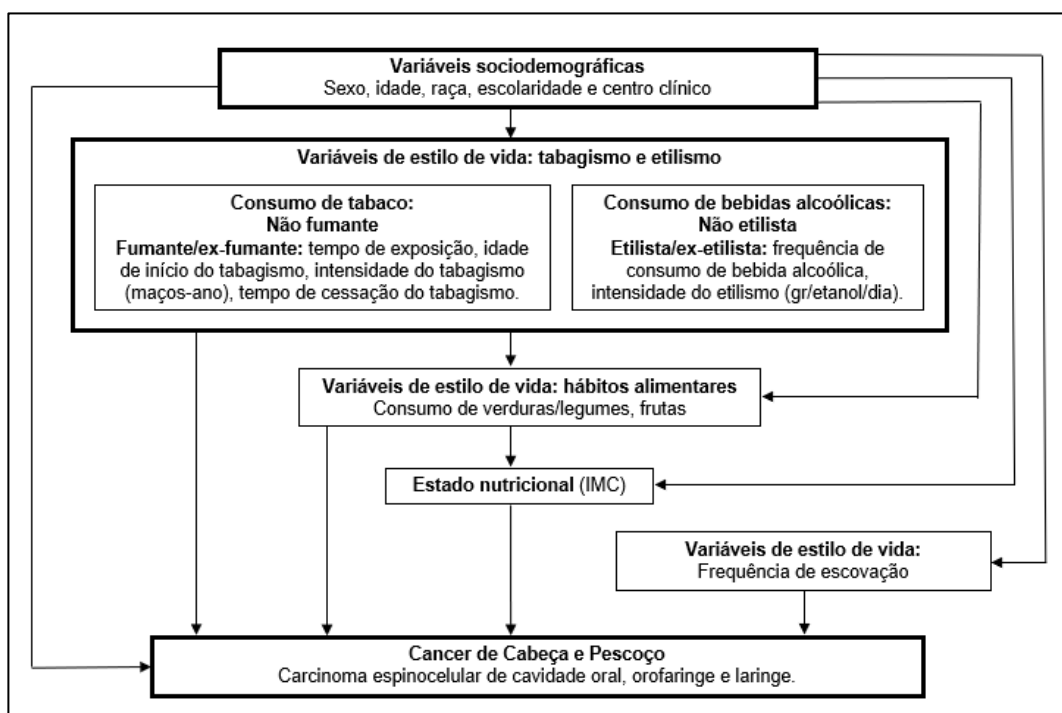 Variáveis sociodemográficas
Sexo, idade, raça, escolaridade e centro clínico
Variáveis de estilo de vida: tabagismo e etilismo
Consumo de tabaco:
Não fumante
Fumante/ex-fumante: tempo de exposição, idade
de início do tabagismo, intensidade do tabagismo
(maços-ano), tempo de cessação do tabagismo.
Consumo de bebidas alcoólicas:
Não etilista
Etilista/ex-etilista: frequência de
consumo de bebida alcoólica,
intensidade do etilismo (gr/etanol/dia).
Variáveis de estilo de vida: hábitos alimentares
Consumo de verduras/legumes, frutas
Estado nutricional (IMC)
Variáveis de estilo de vida:
Frequência de escovação
Cancer de Cabeça e Pescoço
Carcinoma espinocelular de cavidade oral, orofaringe e laringe.